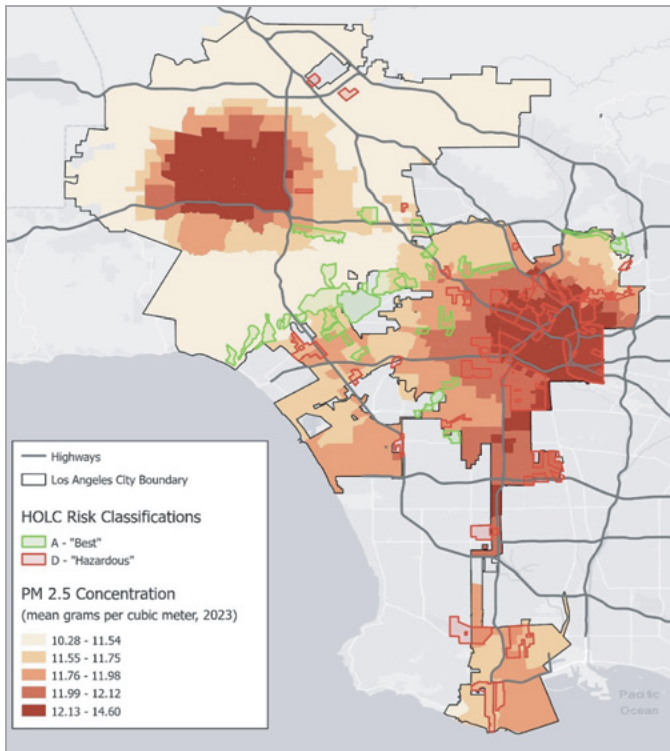 Highways
Los Angeles City Boundary
HOLC Risk Classifications
A - "Best"
D - "Hazardous"
PM 2.5 Concentration
(mean grams per cubic meter, 2023)
10.28 - 11.54
11.55 - 11.75
11.76 - 11.98
11.99 - 12.12
12.13 - 14.60
Pacific
Ocean